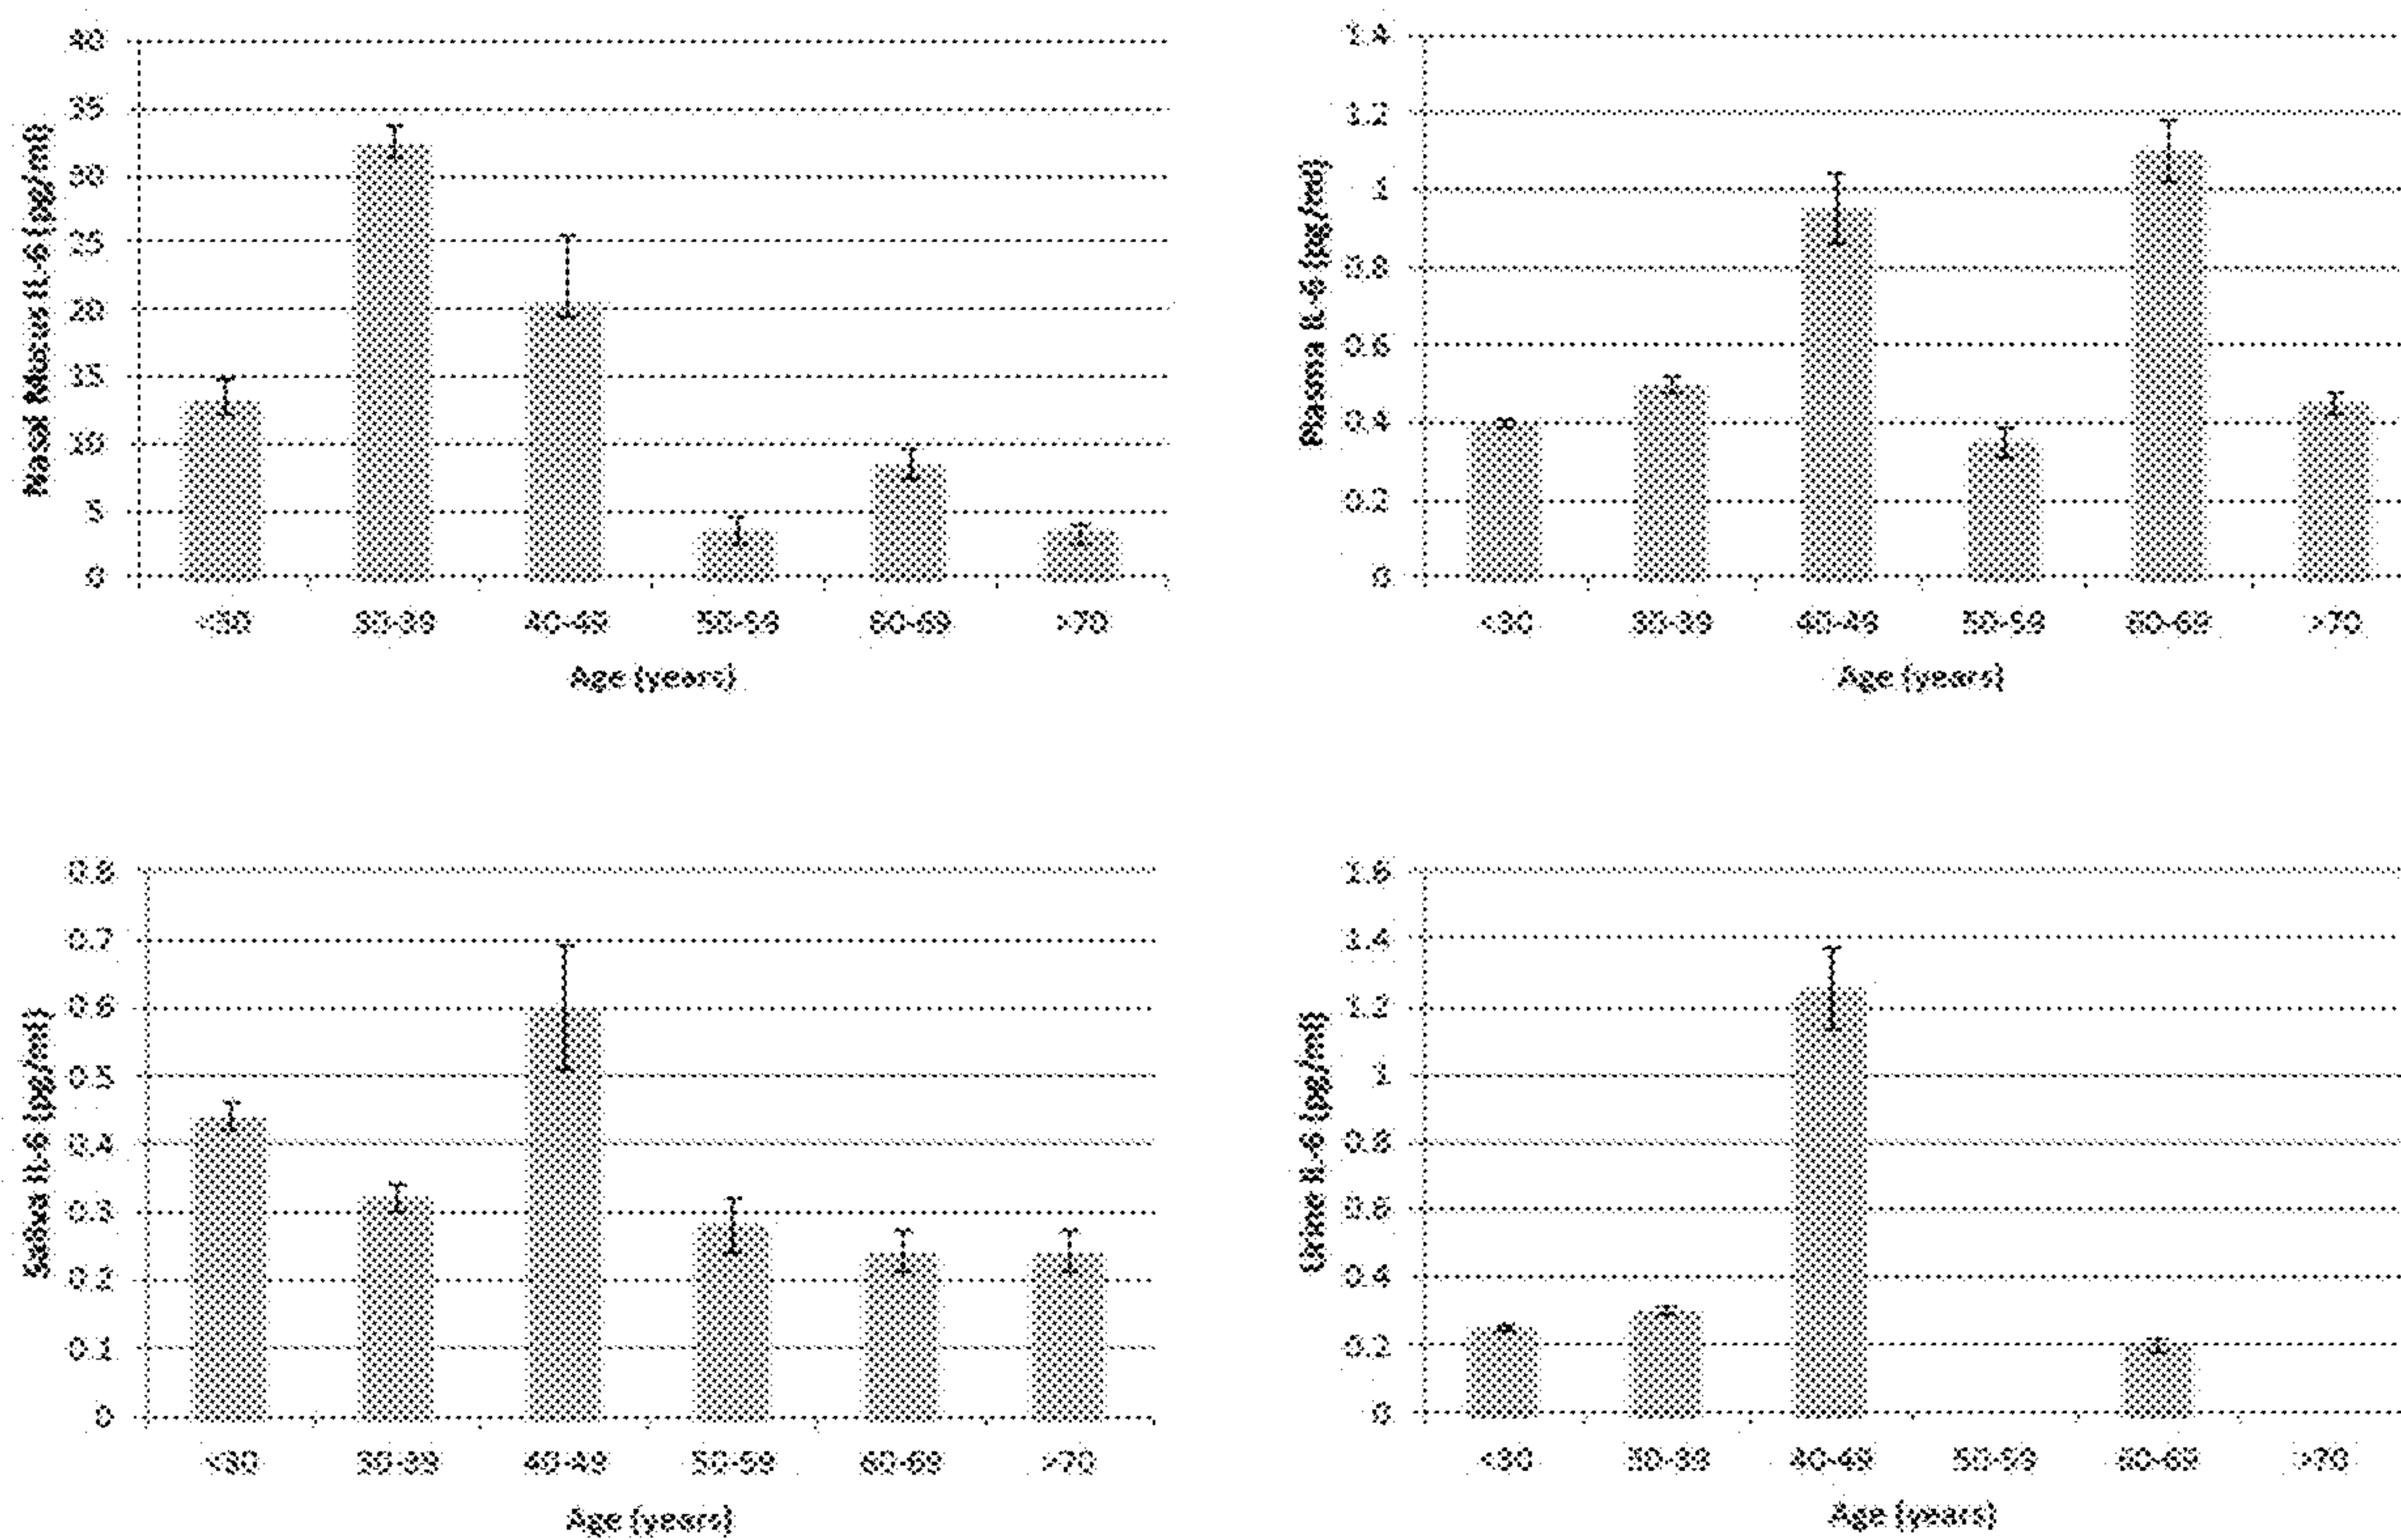 40
35
30
25
20
15
10
5
0
Nasal Mucus IL-6 (pg/ml)
<30 30-39 40-49 50-59 60-69 >70
Age (years)
1.4
1.2
1
0.8
0.6
0.4
0.2
0
Plasma IL-6 (pg/ml)
<30 30-39 40-49 50-59 60-69 >70
Age (years)
0.8
0.7
0.6
0.5
0.4
0.3
0.2
0.1
0
Saliva IL-6 (pg/ml)
<30 30-39 40-49 50-59 60-69 >70
Age (years)
1.6
1.4
1.2
1
0.8
0.6
0.4
0.2
0
Urine IL-6 (pg/ml)
<30 30-39 40-49 50-59 60-69 >70
Age (years)